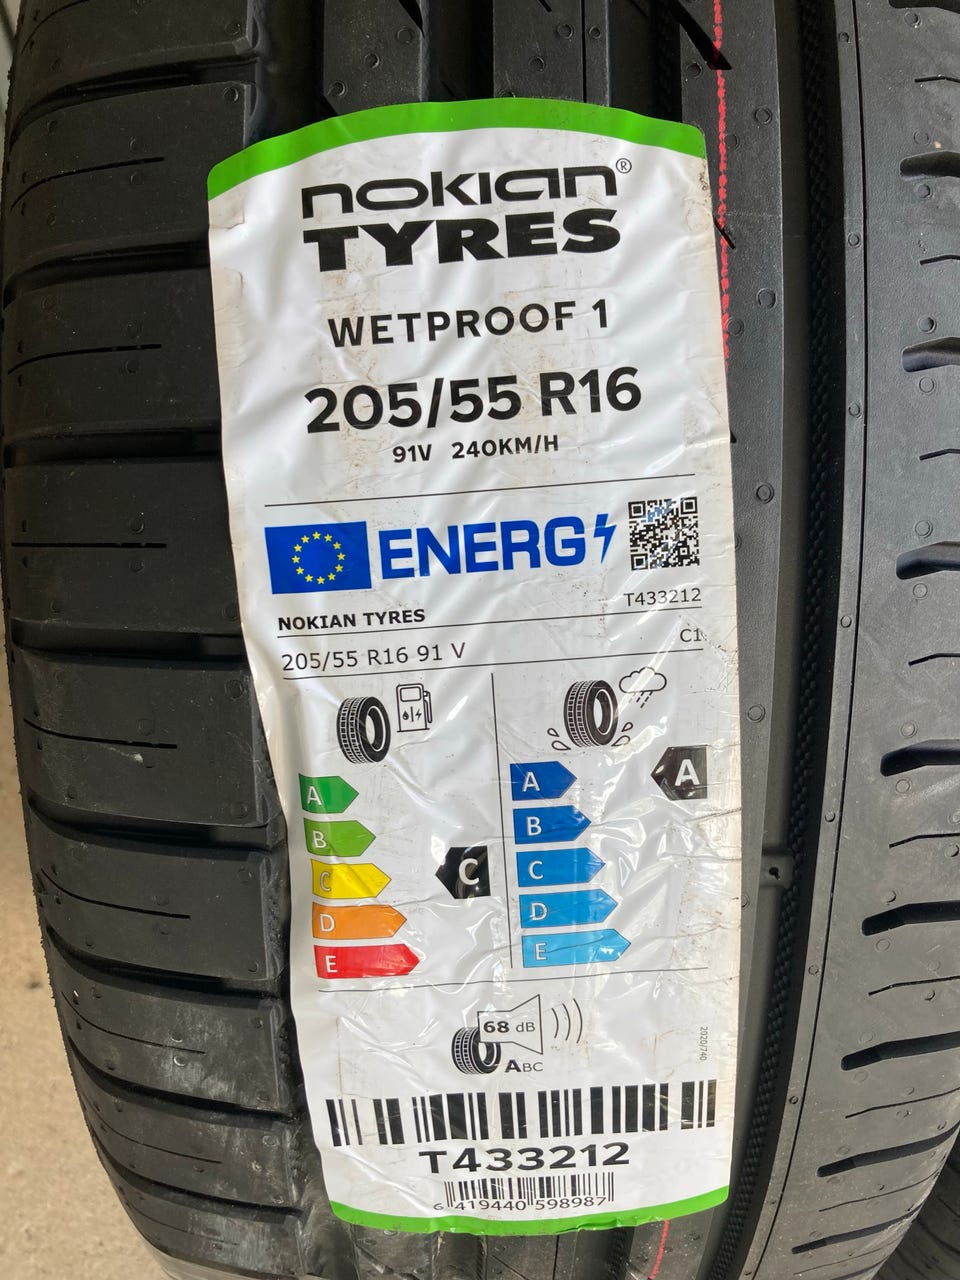 nokian®
TYRES
WETPROOF 1
205/55 R16
91V 240KM/H
ENERG
T433212
NOKIAN TYRES
205/55 R16 91 V
C1
A
B
C
D
E
C
A
B
C
D
E
A
68 dB
ABC
2020/740
T433212
6 419440 598987